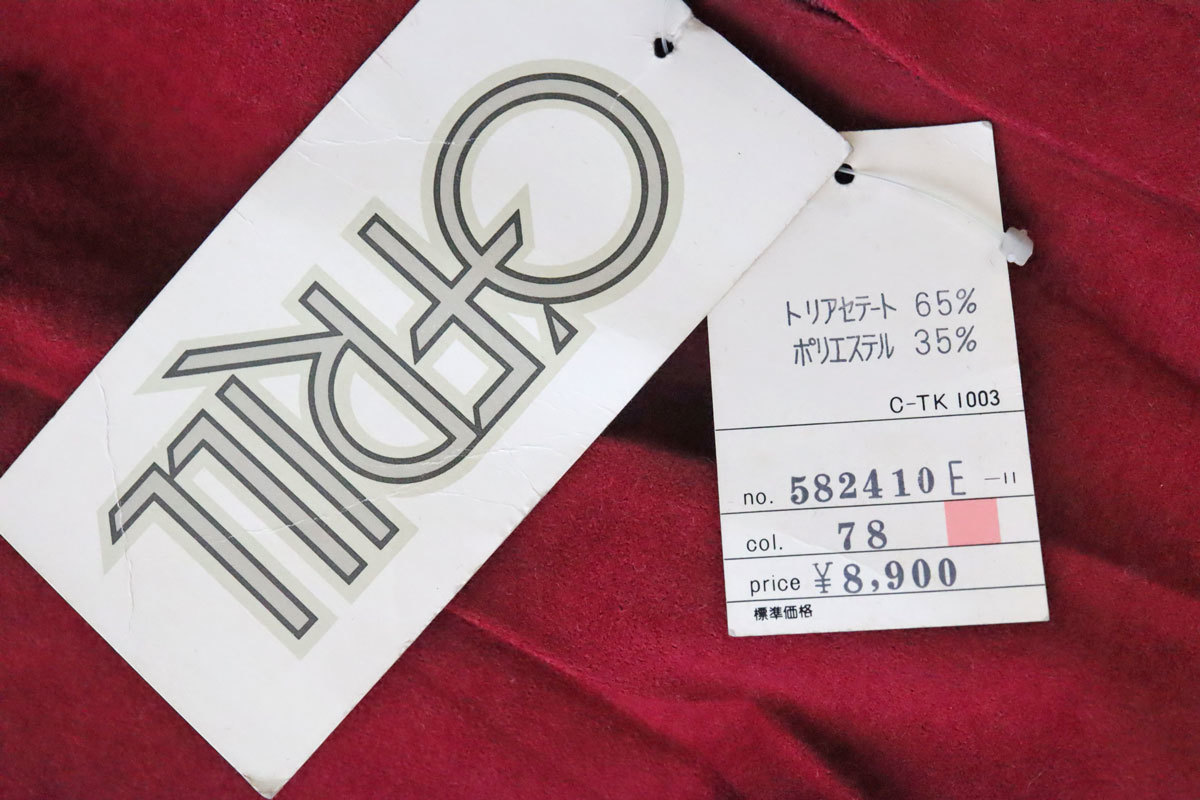 トリアセテート 65%
ポリエステル 35%
C-TK 1003
no. 582410 E -11
col. 78
price ¥8,900
標準価格